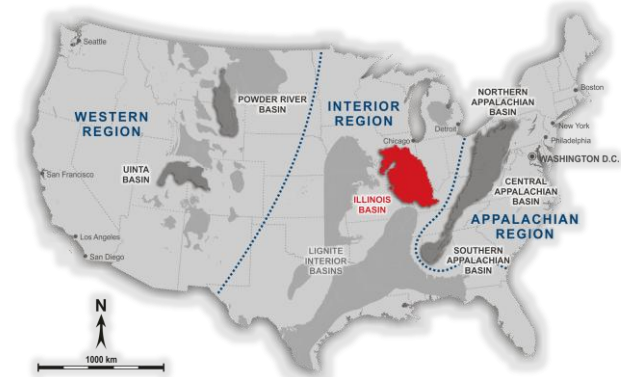 Seattle
WESTERN
REGION
POWDER RIVER
BASIN
UINTA
BASIN
San Francisco
Los Angeles
San Diego
INTERIOR
REGION
Chicago
Detroit
ILLINOIS
BASIN
LIGNITE
INTERIOR
BASINS
NORTHERN
APPALACHIAN
BASIN
Boston
New York
Philadelphia
WASHINGTON D.C.
CENTRAL
APPALACHIAN
BASIN
APPALACHIAN
REGION
SOUTHERN
APPALACHIAN
BASIN
N
1000 km